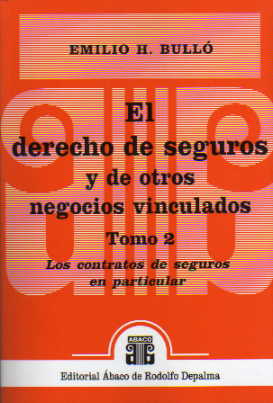 EMILIO H. BULLÓ
El
derecho de seguros
y de otros
negocios vinculados
Tomo 2
Los contratos de seguros
en particular
ABACO
Editorial Ábaco de Rodolfo Depalma